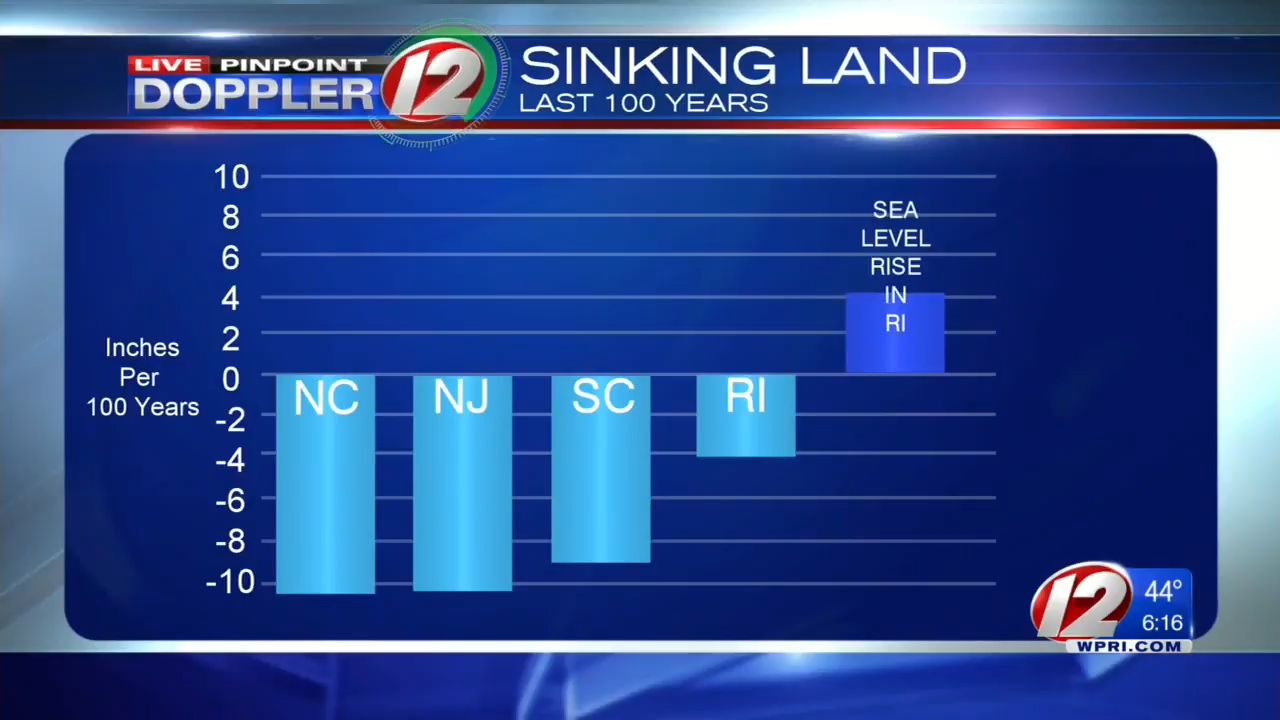 LIVE PINPOINT
DOPPLER 12
SINKING LAND
LAST 100 YEARS
10
8
6
4
2
0
-2
-4
-6
-8
-10
Inches
Per
100 Years
NC
NJ
SC
RI
SEA
LEVEL
RISE
IN
RI
12
44°
6:16
WPRI.COM